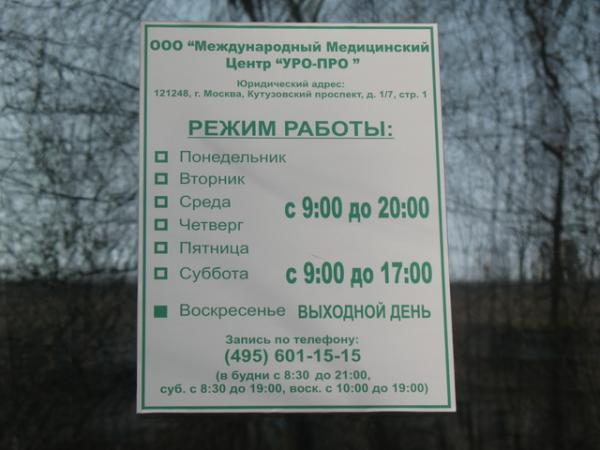 ООО “Международный Медицинский
Центр “УРО-ПРО ”
Юридический адрес:
121248, г. Москва, Кутузовский проспект, д. 1/7, стр. 1
РЕЖИМ РАБОТЫ:
Понедельник
Вторник
Среда
с 9:00 до 20:00
Четверг
Пятница
Суббота с 9:00 до 17:00
Воскресенье ВЫХОДНОЙ ДЕНЬ
Запись по телефону:
(495) 601-15-15
(в будни с 8:30 до 21:00,
суб. с 8:30 до 19:00, воск. с 10:00 до 19:00)